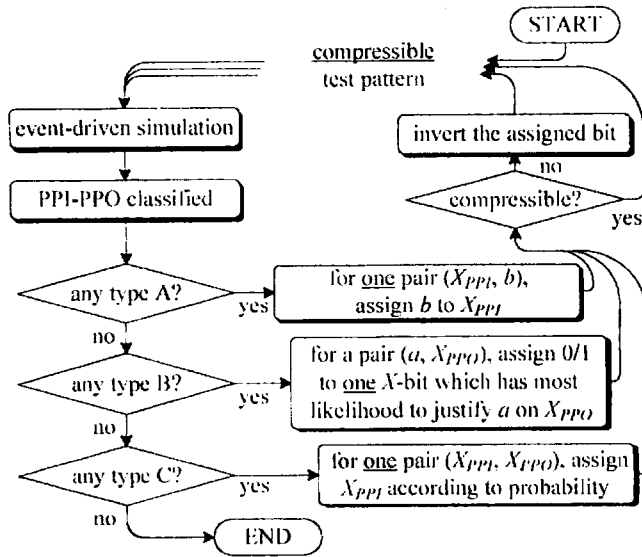 START
compressible
test pattern
event-driven simulation
invert the assigned bit
no
PPI-PPO classified
compressible?
yes
any type A?
yes
for one pair (X_PPI, b),
assign b to X_PPI
no
any type B?
yes
for a pair (a, X_PPO), assign 0/1
to one X-bit which has most
likelihood to justify a on X_PPO
no
any type C?
yes
for one pair (X_PPI, X_PPO), assign
X_PPI according to probability
no
END